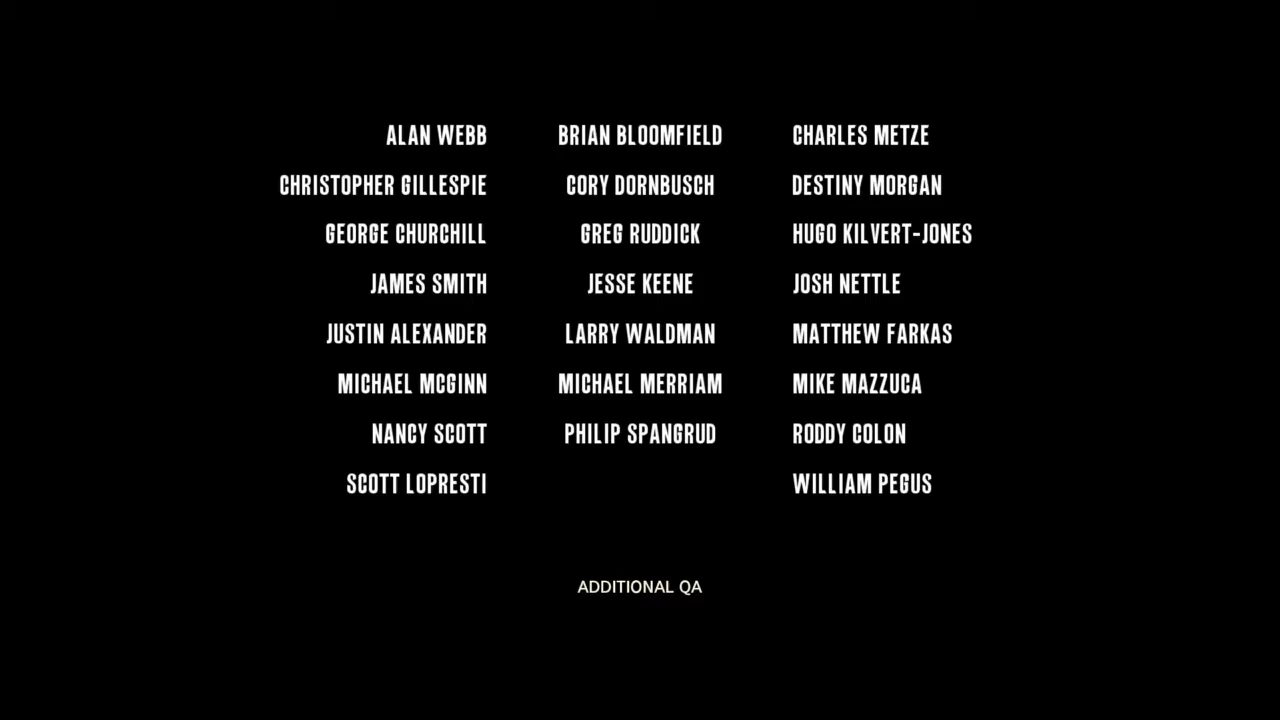 ALAN WEBB BRIAN BLOOMFIELD CHARLES METZE
CHRISTOPHER GILLESPIE CORY DORNBUSCH DESTINY MORGAN
GEORGE CHURCHILL GREG RUDDICK HUGO KILVERT-JONES
JAMES SMITH JESSE KEENE JOSH NETTLE
JUSTIN ALEXANDER LARRY WALDMAN MATTHEW FARKAS
MICHAEL MCGINN MICHAEL MERRIAM MIKE MAZZUCA
NANCY SCOTT PHILIP SPANGRUD RODDY COLON
SCOTT LOPRESTI WILLIAM PEGUS
ADDITIONAL QA